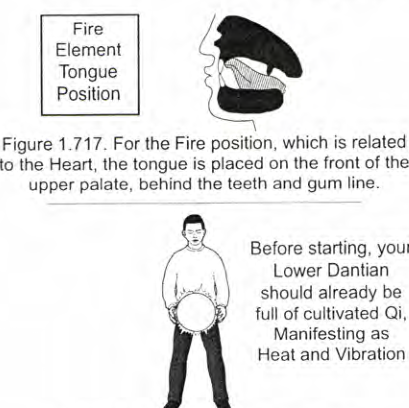 Fire
Element
Tongue
Position
Figure 1.717. For the Fire position, which is related
to the Heart, the tongue is placed on the front of the
upper palate, behind the teeth and gum line.
Before starting, your
Lower Dantian
should already be
full of cultivated Qi,
Manifesting as
Heat and Vibration